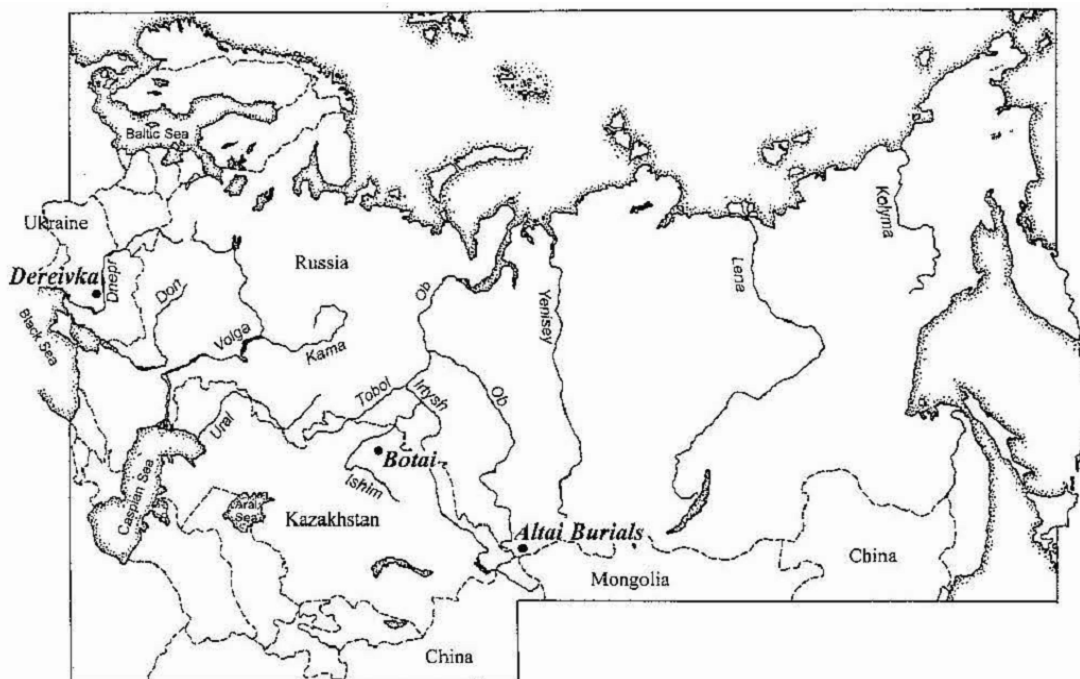 Baltic Sea
Ukraine
Dereivka
Dnepr
Don
Black Sea
Volga
Kama
Russia
Ob
Yenisey
Lena
Kolyma
Tobol
Irtysh
Ob
Ural
Botai
Ishim
Caspian Sea
Aral
Sea
Kazakhstan
Altai Burials
Mongolia
China
China